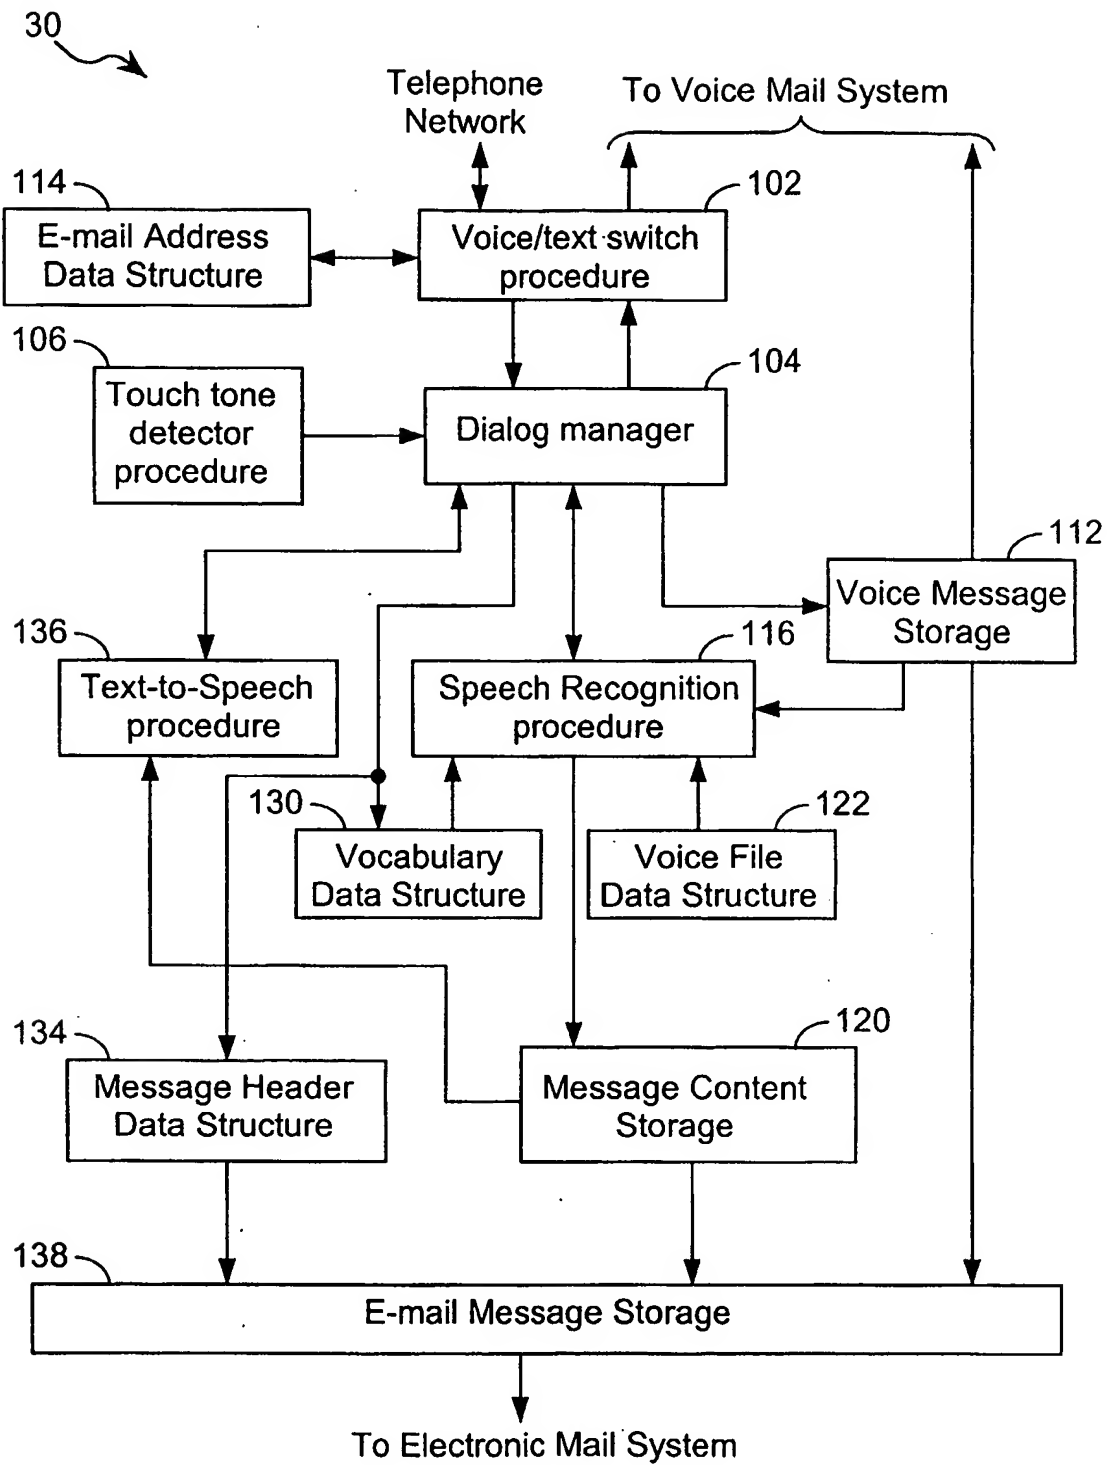 30
Telephone
Network
To Voice Mail System
114
102
E-mail Address
Data Structure
Voice/text switch
procedure
106
104
Touch tone
detector
procedure
Dialog manager
112
Voice Message
Storage
136
116
Text-to-Speech
procedure
Speech Recognition
procedure
130
122
Vocabulary
Data Structure
Voice File
Data Structure
134
120
Message Header
Data Structure
Message Content
Storage
138
E-mail Message Storage
To Electronic Mail System